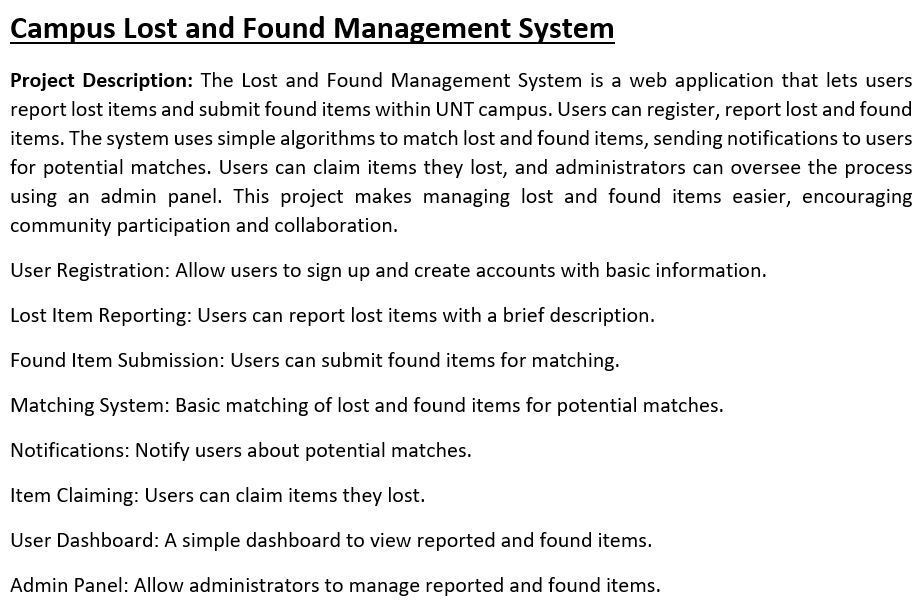 Campus Lost and Found Management System
Project Description: The Lost and Found Management System is a web application that lets users
report lost items and submit found items within UNT campus. Users can register, report lost and found
items. The system uses simple algorithms to match lost and found items, sending notifications to users
for potential matches. Users can claim items they lost, and administrators can oversee the process
using an admin panel. This project makes managing lost and found items easier, encouraging
community participation and collaboration.
User Registration: Allow users to sign up and create accounts with basic information.
Lost Item Reporting: Users can report lost items with a brief description.
Found Item Submission: Users can submit found items for matching.
Matching System: Basic matching of lost and found items for potential matches.
Notifications: Notify users about potential matches.
Item Claiming: Users can claim items they lost.
User Dashboard: A simple dashboard to view reported and found items.
Admin Panel: Allow administrators to manage reported and found items.